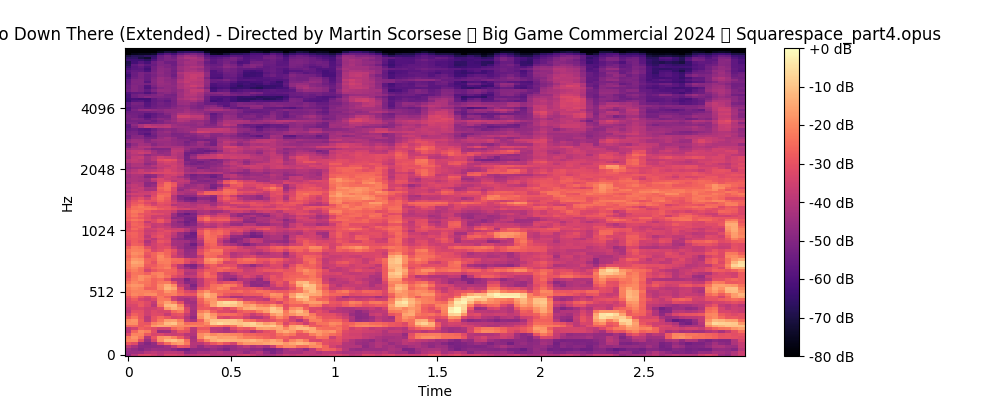 o Down There (Extended) - Directed by Martin Scorsese Big Game Commercial 2024 Squarespace_part4.opus
+0 dB
-10 dB
-20 dB
-30 dB
-40 dB
-50 dB
-60 dB
-70 dB
-80 dB
4096
2048
1024
512
0
Hz
0 0.5 1 1.5 2 2.5
Time